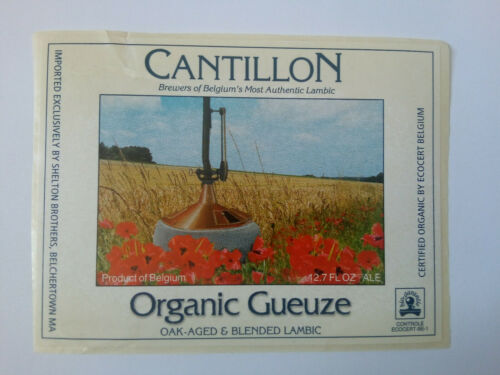 CANTILLON
Brewers of Belgium's Most Authentic Lambic
IMPORTED EXCLUSIVELY BY SHELTON BROTHERS, BELCHERTOWN MA
CERTIFIED ORGANIC BY ECOCERT BELGIUM
Product of Belgium
12.7 FL OZ ALE
Organic Gueuze
OAK-AGED & BLENDED LAMBIC
CONTROLE
ECOCERT-BE-1